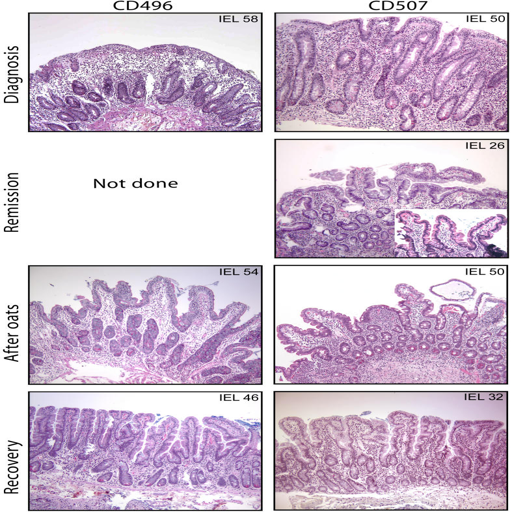 CD496 CD507
Diagnosis
IEL 58
IEL 50
Remission
Not done
IEL 26
After oats
IEL 54
IEL 50
Recovery
IEL 46
IEL 32